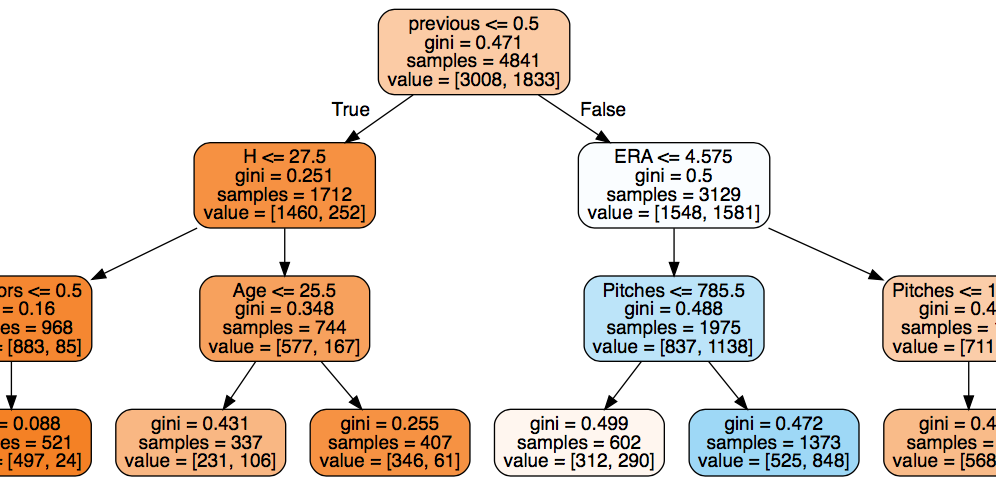 previous <= 0.5
gini = 0.471
samples = 4841
value = [3008, 1833]
True
False
H <= 27.5
gini = 0.251
samples = 1712
value = [1460, 252]
ERA <= 4.575
gini = 0.5
samples = 3129
value = [1548, 1581]
ors <= 0.5
= 0.16
es = 968
= [883, 85]
Age <= 25.5
gini = 0.348
samples = 744
value = [577, 167]
Pitches <= 785.5
gini = 0.488
samples = 1975
value = [837, 1138]
Pitches <= 1
gini = 0.4
samples =
value = [711
= 0.088
es = 521
= [497, 24]
gini = 0.431
samples = 337
value = [231, 106]
gini = 0.255
samples = 407
value = [346, 61]
gini = 0.499
samples = 602
value = [312, 290]
gini = 0.472
samples = 1373
value = [525, 848]
gini = 0.4
samples =
value = [568